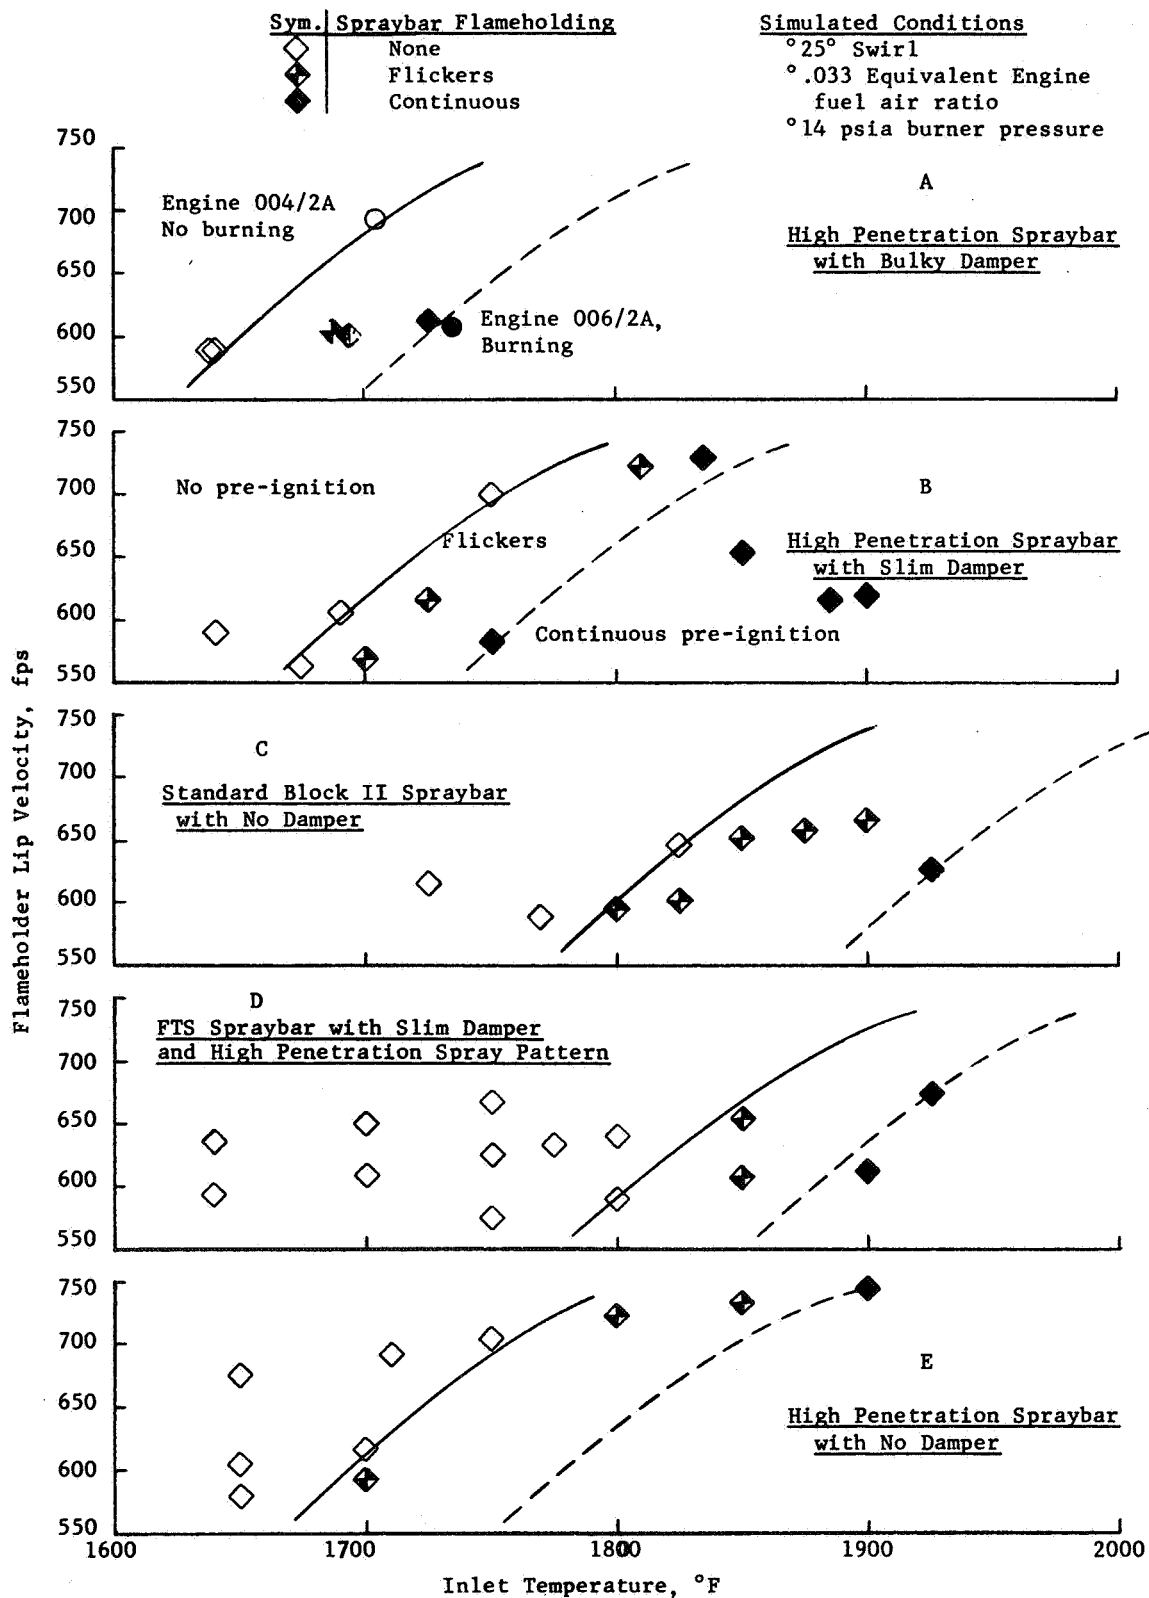 Sym. Spraybar Flameholding
None
Flickers
Continuous
Simulated Conditions
°25° Swirl
°.033 Equivalent Engine
fuel air ratio
°14 psia burner pressure
Flameholder Lip Velocity, fps
750
700
650
600
550
Engine 004/2A
No burning
Engine 006/2A,
Burning
A
High Penetration Spraybar
with Bulky Damper
750
700
650
600
550
No pre-ignition
Flickers
Continuous pre-ignition
B
High Penetration Spraybar
with Slim Damper
750
700
650
600
550
C
Standard Block II Spraybar
with No Damper
750
700
650
600
550
D
FTS Spraybar with Slim Damper
and High Penetration Spray Pattern
750
700
650
600
550
E
High Penetration Spraybar
with No Damper
1600 1700 1800 1900 2000
Inlet Temperature, °F